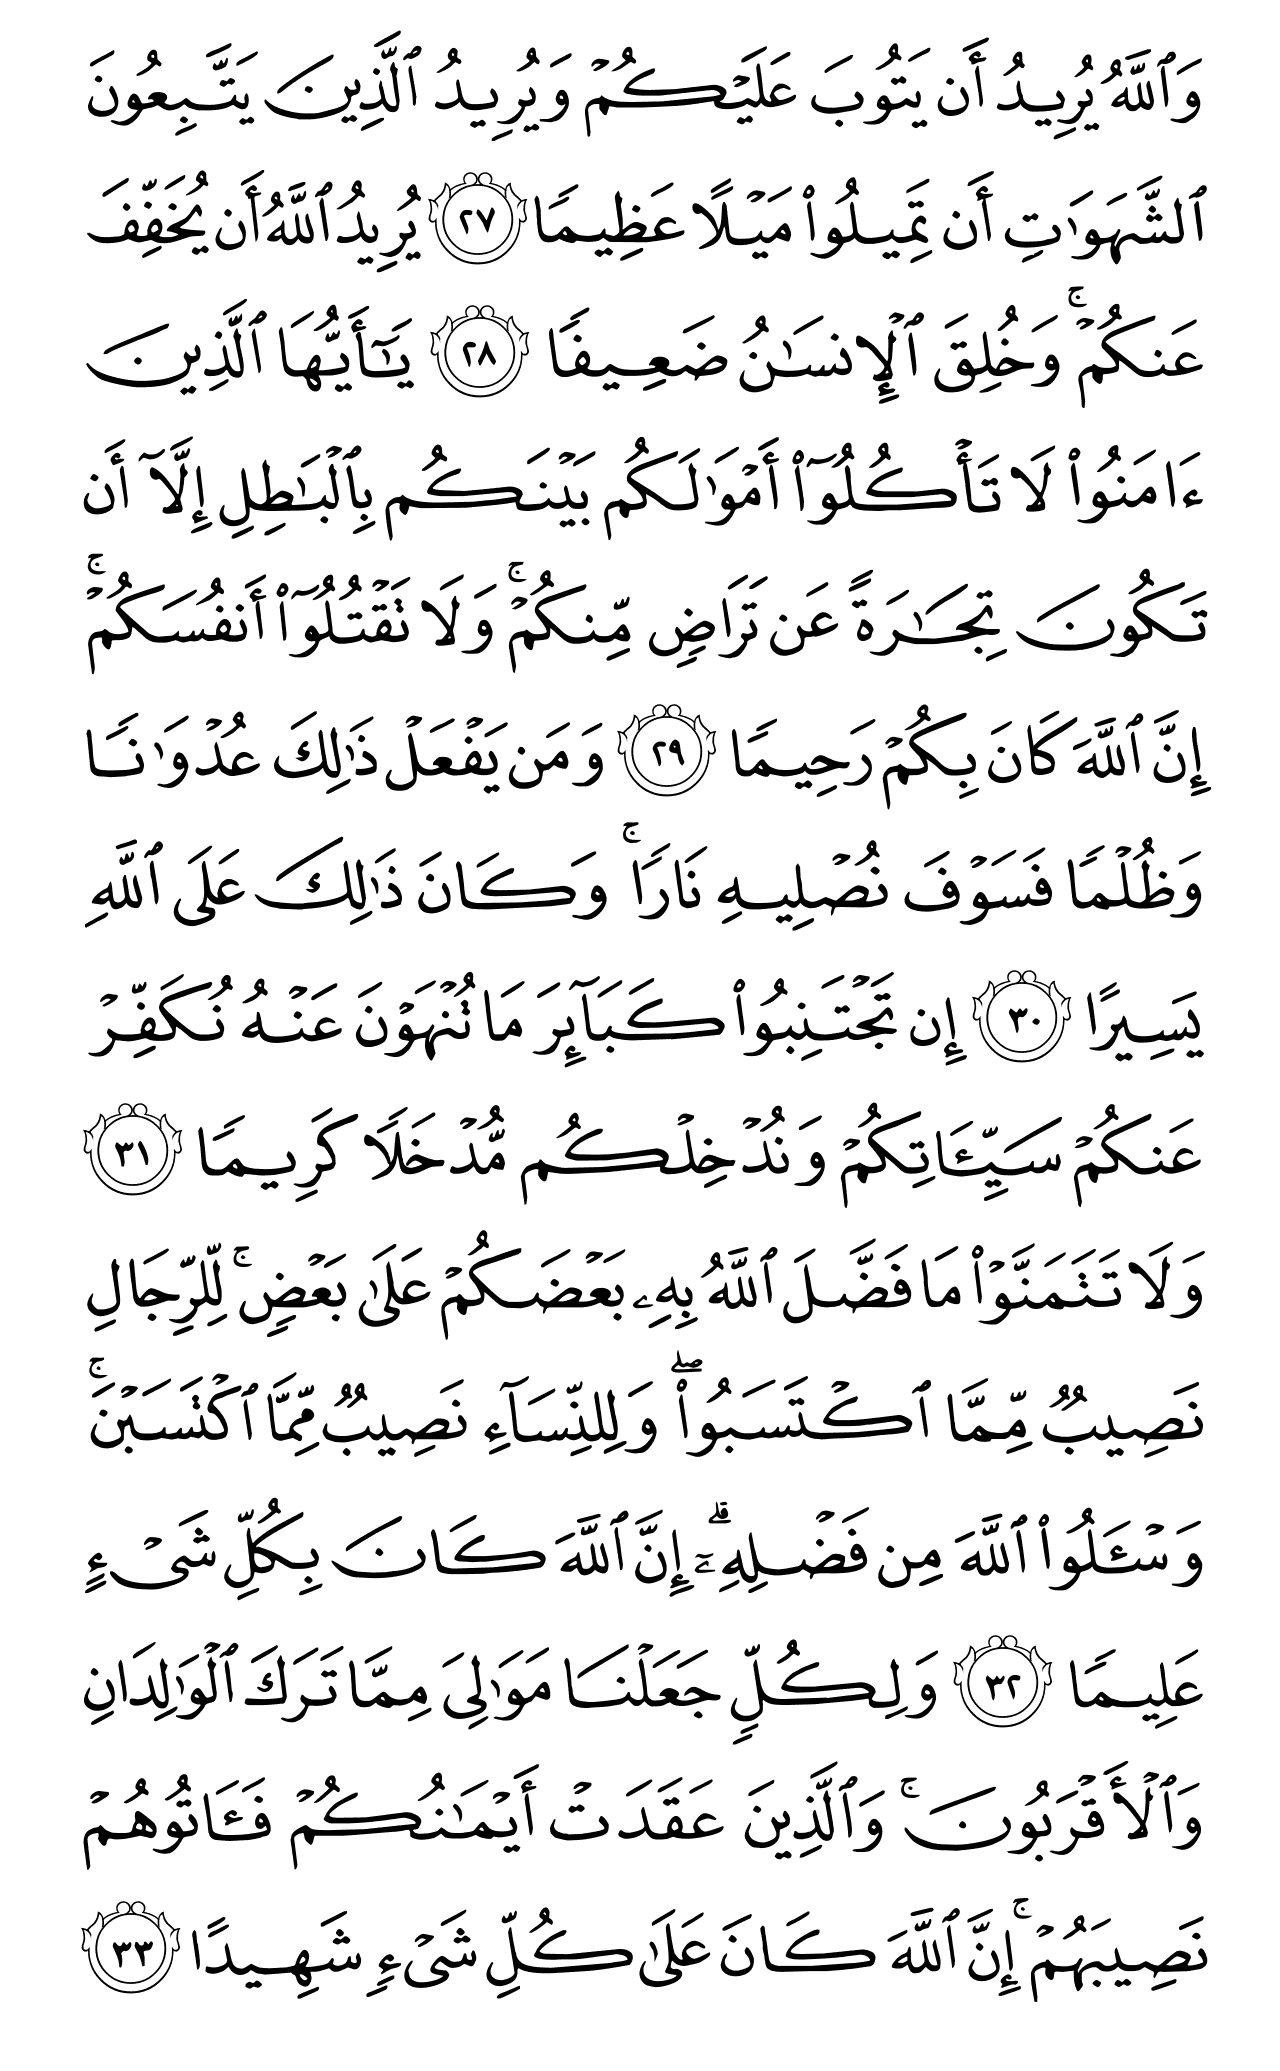 وَٱللَّهُ يُرِيدُ أَن يَتُوبَ عَلَيۡكُمۡ وَيُرِيدُ ٱلَّذِينَ يَتَّبِعُونَ
ٱلشَّهَوَٰتِ أَن تَمِيلُواْ مَيۡلًا عَظِيمٗا ٢٧ يُرِيدُ ٱللَّهُ أَن يُخَفِّفَ
عَنكُمۡۚ وَخُلِقَ ٱلۡإِنسَٰنُ ضَعِيفٗا ٢٨ يَٰٓأَيُّهَا ٱلَّذِينَ
ءَامَنُواْ لَا تَأۡكُلُوٓاْ أَمۡوَٰلَكُم بَيۡنَكُم بِٱلۡبَٰطِلِ إِلَّآ أَن
تَكُونَ تِجَٰرَةً عَن تَرَاضٖ مِّنكُمۡۚ وَلَا تَقۡتُلُوٓاْ أَنفُسَكُمۡۚ
إِنَّ ٱللَّهَ كَانَ بِكُمۡ رَحِيمٗا ٢٩ وَمَن يَفۡعَلۡ ذَٰلِكَ عُدۡوَٰنٗا
وَظُلۡمٗا فَسَوۡفَ نُصۡلِيهِ نَارٗاۚ وَكَانَ ذَٰلِكَ عَلَى ٱللَّهِ
يَسِيرًا ٣٠ إِن تَجۡتَنِبُواْ كَبَآئِرَ مَا تُنۡهَوۡنَ عَنۡهُ نُكَفِّرۡ
عَنكُمۡ سَيِّـَٔاتِكُمۡ وَنُدۡخِلۡكُم مُّدۡخَلٗا كَرِيمٗا ٣١
وَلَا تَتَمَنَّوۡاْ مَا فَضَّلَ ٱللَّهُ بِهِۦ بَعۡضَكُمۡ عَلَىٰ بَعۡضٖۚ لِّلرِّجَالِ
نَصِيبٞ مِّمَّا ٱكۡتَسَبُواْۖ وَلِلنِّسَآءِ نَصِيبٞ مِّمَّا ٱكۡتَسَبۡنَۚ
وَسۡـَٔلُواْ ٱللَّهَ مِن فَضۡلِهِۦٓۗ إِنَّ ٱللَّهَ كَانَ بِكُلِّ شَيۡءٍ
عَلِيمٗا ٣٢ وَلِكُلّٖ جَعَلۡنَا مَوَٰلِيَ مِمَّا تَرَكَ ٱلۡوَٰلِدَانِ
وَٱلۡأَقۡرَبُونَۚ وَٱلَّذِينَ عَقَدَتۡ أَيۡمَٰنُكُمۡ فَـَٔاتُوهُمۡ
نَصِيبَهُمۡۚ إِنَّ ٱللَّهَ كَانَ عَلَىٰ كُلِّ شَيۡءٖ شَهِيدًا ٣٣